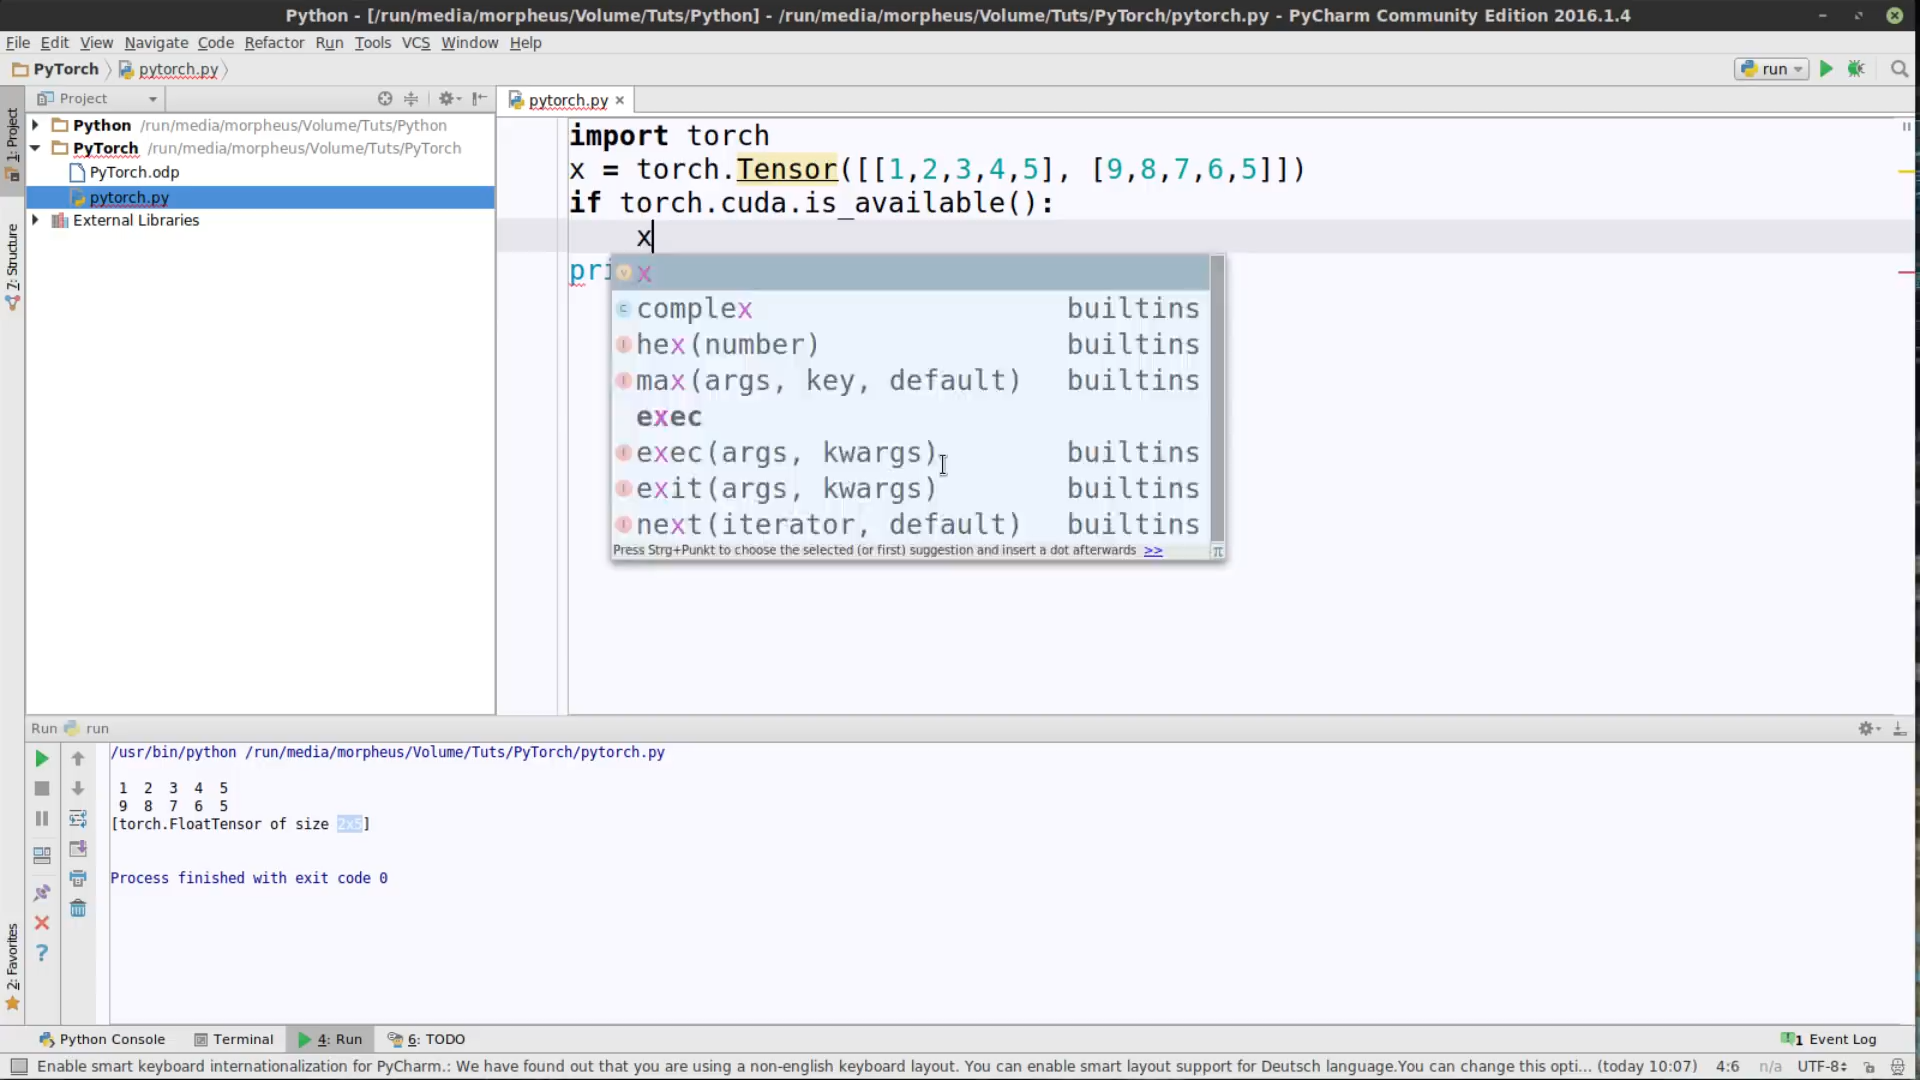 Python - [/run/media/morpheus/Volume/Tuts/Python] - /run/media/morpheus/Volume/Tuts/PyTorch/pytorch.py - PyCharm Community Edition 2016.1.4
File Edit View Navigate Code Refactor Run Tools VCS Window Help
PyTorch pytorch.py run
Project
pytorch.py
1: Project
7: Structure
2: Favorites
Python /run/media/morpheus/Volume/Tuts/Python
PyTorch /run/media/morpheus/Volume/Tuts/PyTorch
PyTorch.odp
pytorch.py
External Libraries
import torch
x = torch.Tensor([[1,2,3,4,5], [9,8,7,6,5]])
if torch.cuda.is_available():
x
pri
x
complex builtins
hex(number) builtins
max(args, key, default) builtins
exec
exec(args, kwargs) builtins
exit(args, kwargs) builtins
next(iterator, default) builtins
Press Strg+Punkt to choose the selected (or first) suggestion and insert a dot afterwards >>
π
Run run
/usr/bin/python /run/media/morpheus/Volume/Tuts/PyTorch/pytorch.py
1 2 3 4 5
9 8 7 6 5
[torch.FloatTensor of size 2x5]
Process finished with exit code 0
Python Console Terminal 4: Run 6: TODO 1 Event Log
Enable smart keyboard internationalization for PyCharm.: We have found out that you are using a non-english keyboard layout. You can enable smart layout support for Deutsch language.You can change this opti... (today 10:07) 4:6 n/a UTF-8